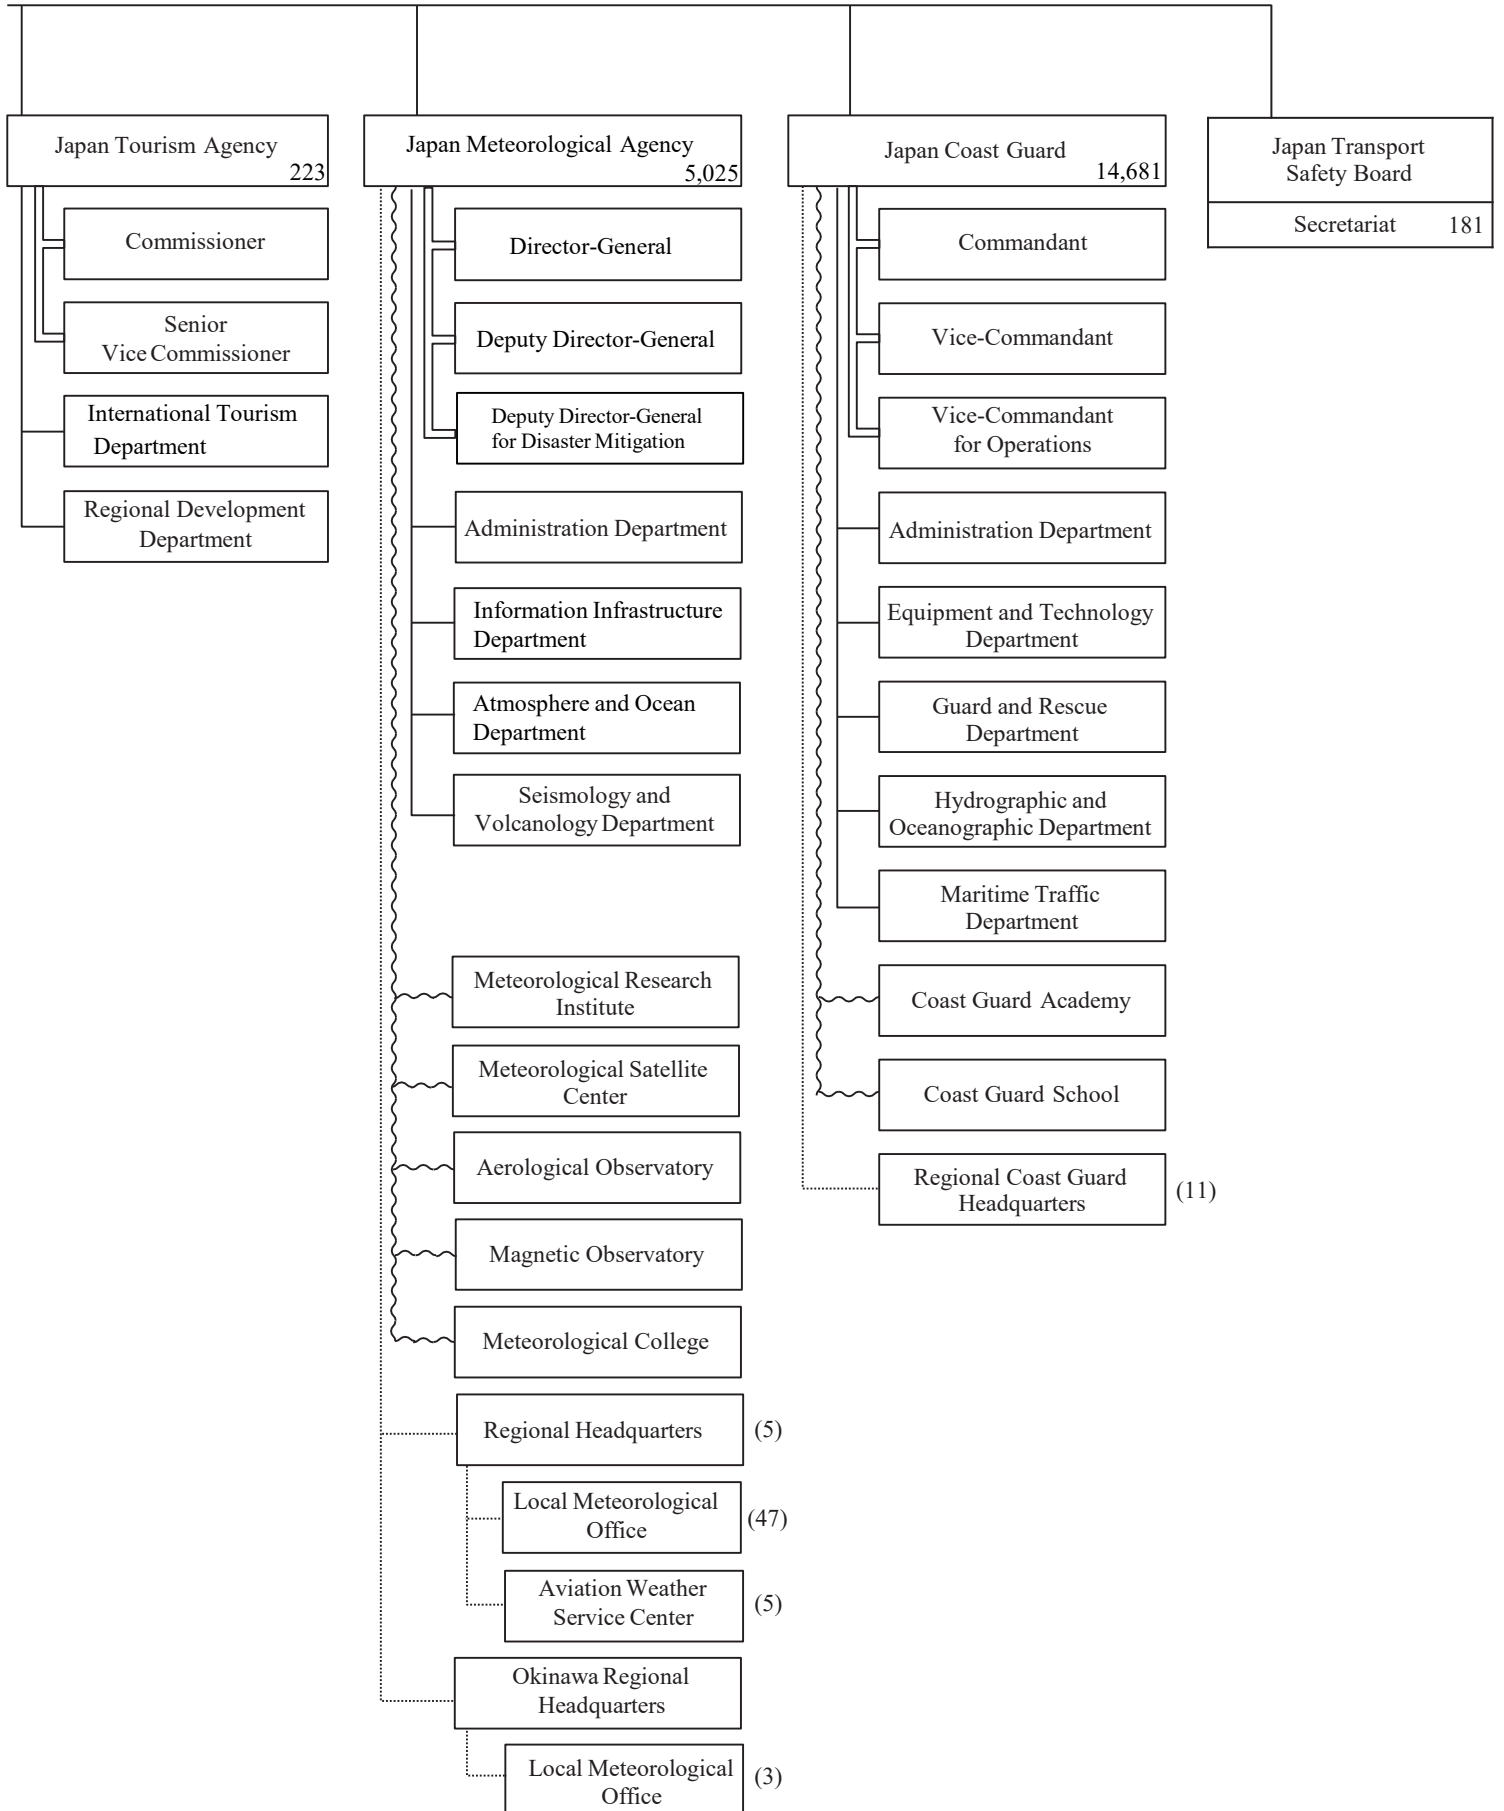 Japan Tourism Agency
223
Commissioner
Senior
Vice Commissioner
International Tourism
Department
Regional Development
Department
Japan Meteorological Agency
5,025
Director-General
Deputy Director-General
Deputy Director-General
for Disaster Mitigation
Administration Department
Information Infrastructure
Department
Atmosphere and Ocean
Department
Seismology and
Volcanology Department
Meteorological Research
Institute
Meteorological Satellite
Center
Aerological Observatory
Magnetic Observatory
Meteorological College
Regional Headquarters
(5)
Local Meteorological
Office
(47)
Aviation Weather
Service Center
(5)
Okinawa Regional
Headquarters
Local Meteorological
Office
(3)
Japan Coast Guard
14,681
Commandant
Vice-Commandant
Vice-Commandant
for Operations
Administration Department
Equipment and Technology
Department
Guard and Rescue
Department
Hydrographic and
Oceanographic Department
Maritime Traffic
Department
Coast Guard Academy
Coast Guard School
Regional Coast Guard
Headquarters
(11)
Japan Transport
Safety Board
Secretariat 181